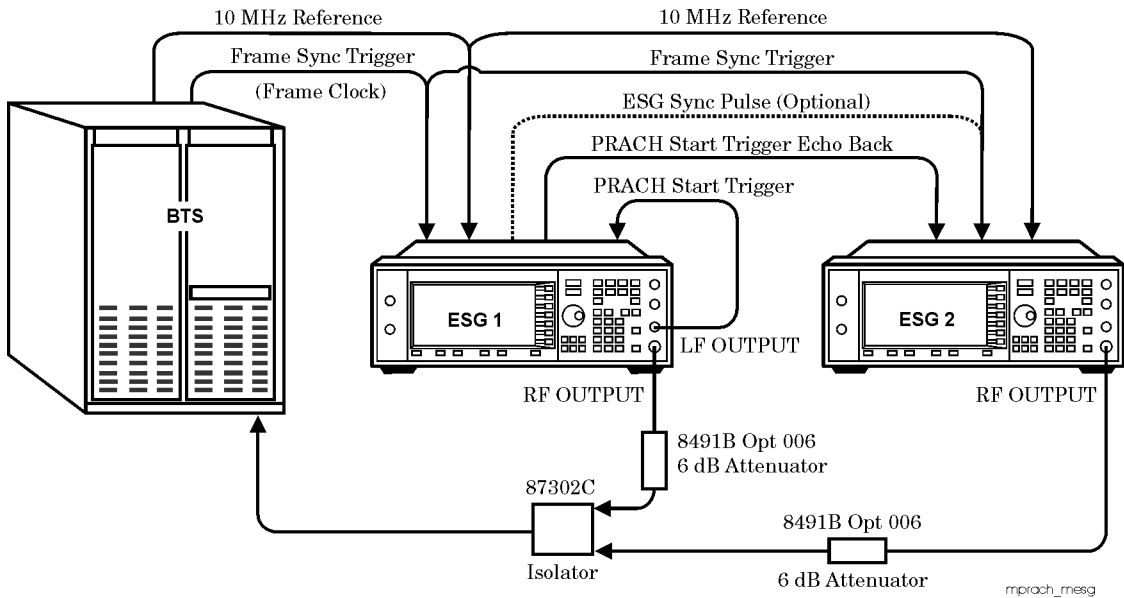 10 MHz Reference
10 MHz Reference
Frame Sync Trigger
(Frame Clock)
Frame Sync Trigger
ESG Sync Pulse (Optional)
PRACH Start Trigger Echo Back
PRACH Start Trigger
BTS
ESG 1
ESG 2
LF OUTPUT
RF OUTPUT
RF OUTPUT
8491B Opt 006
6 dB Attenuator
87302C
Isolator
8491B Opt 006
6 dB Attenuator
mprach_mesg